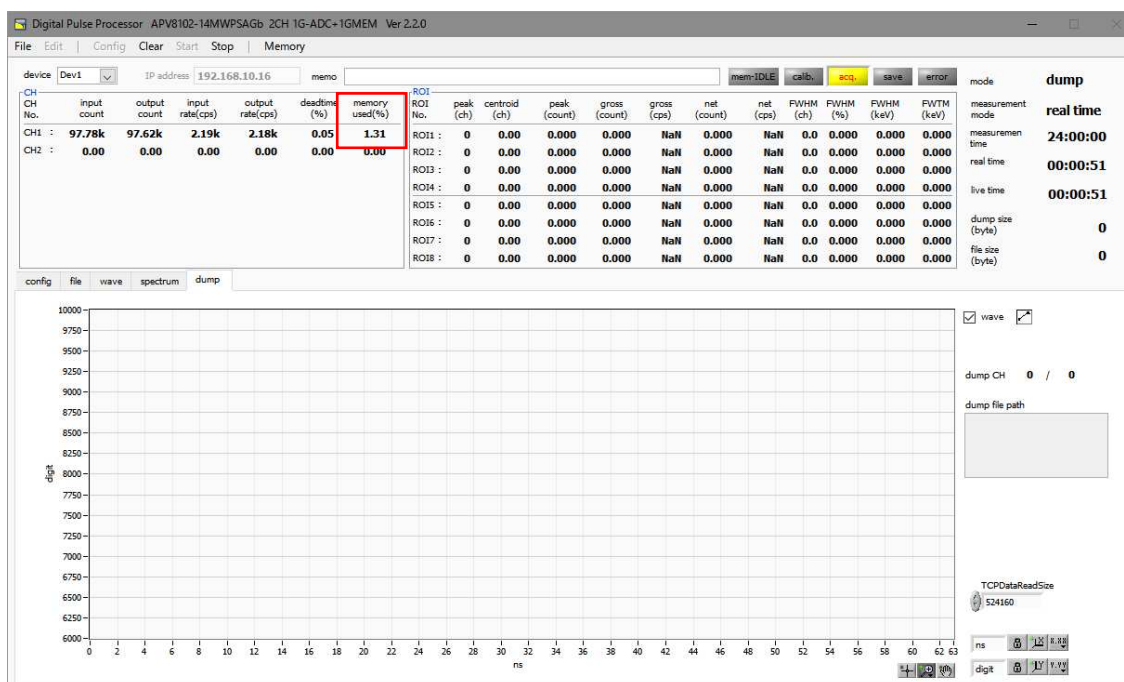 Digital Pulse Processor APV8102-14MWPSAGb 2CH 1G-ADC+1GMEM Ver 2.2.0
File Edit | Config Clear Start Stop | Memory
device Dev1 IP address 192.168.10.16 memo mem-IDLE calib. acq. save error
mode dump
CH
CH No. input count output count input rate(cps) output rate(cps) deadtime (%) memory used(%)
CH1 : 97.78k 97.62k 2.19k 2.18k 0.05 1.31
CH2 : 0.00 0.00 0.00 0.00 0.00 0.00
ROI
ROI No. peak (ch) centroid (ch) peak (count) gross (count) gross (cps) net (count) net (cps) FWHM (ch) FWHM (%) FWHM (keV) FWTM (keV)
ROI1 : 0 0.00 0.000 0.000 NaN 0.000 NaN 0.0 0.000 0.000 0.000
ROI2 : 0 0.00 0.000 0.000 NaN 0.000 NaN 0.0 0.000 0.000 0.000
ROI3 : 0 0.00 0.000 0.000 NaN 0.000 NaN 0.0 0.000 0.000 0.000
ROI4 : 0 0.00 0.000 0.000 NaN 0.000 NaN 0.0 0.000 0.000 0.000
ROI5 : 0 0.00 0.000 0.000 NaN 0.000 NaN 0.0 0.000 0.000 0.000
ROI6 : 0 0.00 0.000 0.000 NaN 0.000 NaN 0.0 0.000 0.000 0.000
ROI7 : 0 0.00 0.000 0.000 NaN 0.000 NaN 0.0 0.000 0.000 0.000
ROI8 : 0 0.00 0.000 0.000 NaN 0.000 NaN 0.0 0.000 0.000 0.000
measurement mode real time
measuremen time 24:00:00
real time 00:00:51
live time 00:00:51
dump size (byte) 0
file size (byte) 0
config file wave spectrum dump
10000
9750
9500
9250
9000
8750
8500
8250
8000
7750
7500
7250
7000
6750
6500
6250
6000
digit
0 2 4 6 8 10 12 14 16 18 20 22 24 26 28 30 32 34 36 38 40 42 44 46 48 50 52 54 56 58 60 62 63
ns
wave
dump CH 0 / 0
dump file path
TCPDataReadSize
524160
ns X X.XX
digit Y Y.YY